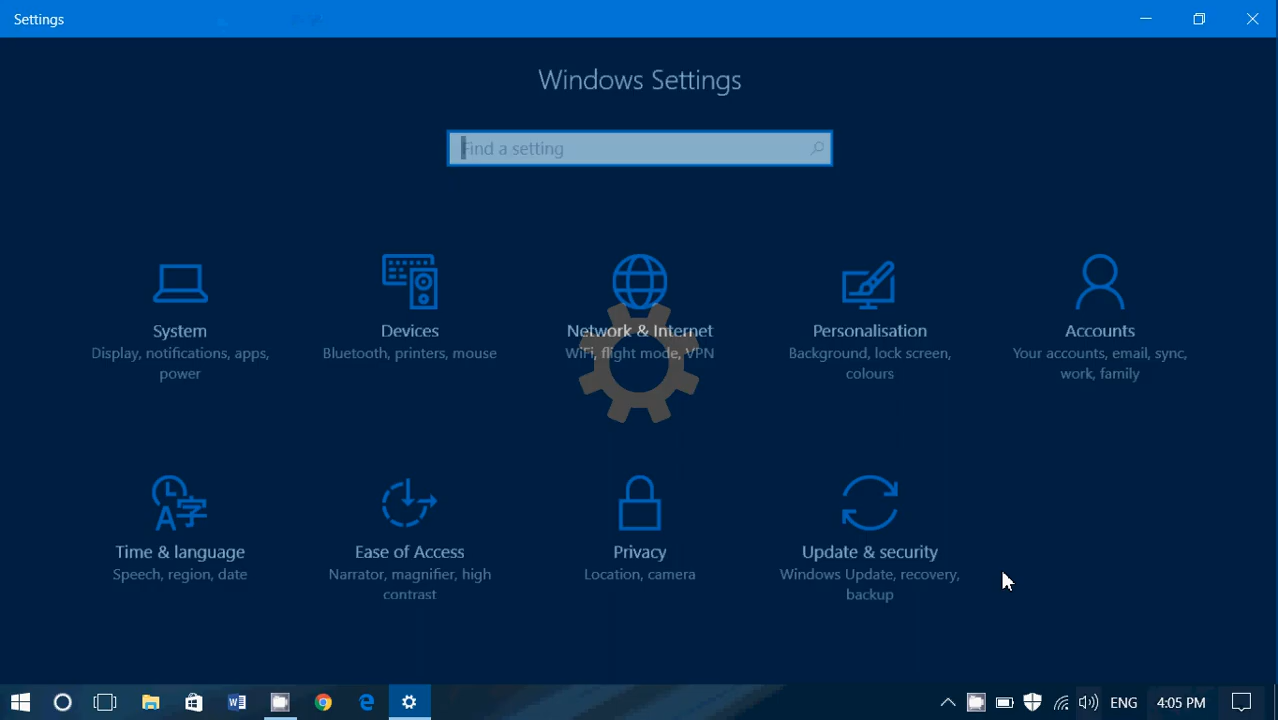 Settings
Windows Settings
Find a setting
System
Display, notifications, apps,
power
Devices
Bluetooth, printers, mouse
Network & Internet
WiFi, flight mode, VPN
Personalisation
Background, lock screen,
colours
Accounts
Your accounts, email, sync,
work, family
Time & language
Speech, region, date
Ease of Access
Narrator, magnifier, high
contrast
Privacy
Location, camera
Update & security
Windows Update, recovery,
backup
ENG
4:05 PM